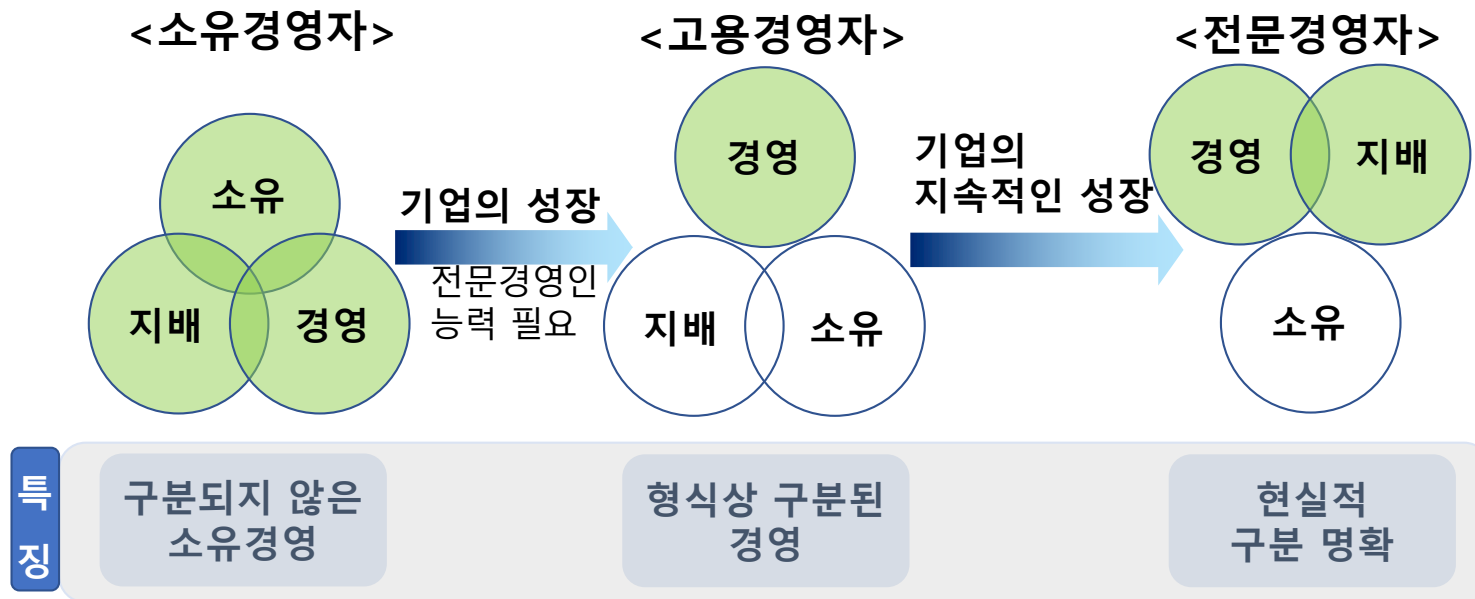 <소유경영자>
소유
지배
경영
기업의 성장
전문경영인
능력 필요
<고용경영자>
경영
지배
소유
기업의
지속적인 성장
<전문경영자>
경영
지배
소유
특
징
구분되지 않은
소유경영
형식상 구분된
경영
현실적
구분 명확